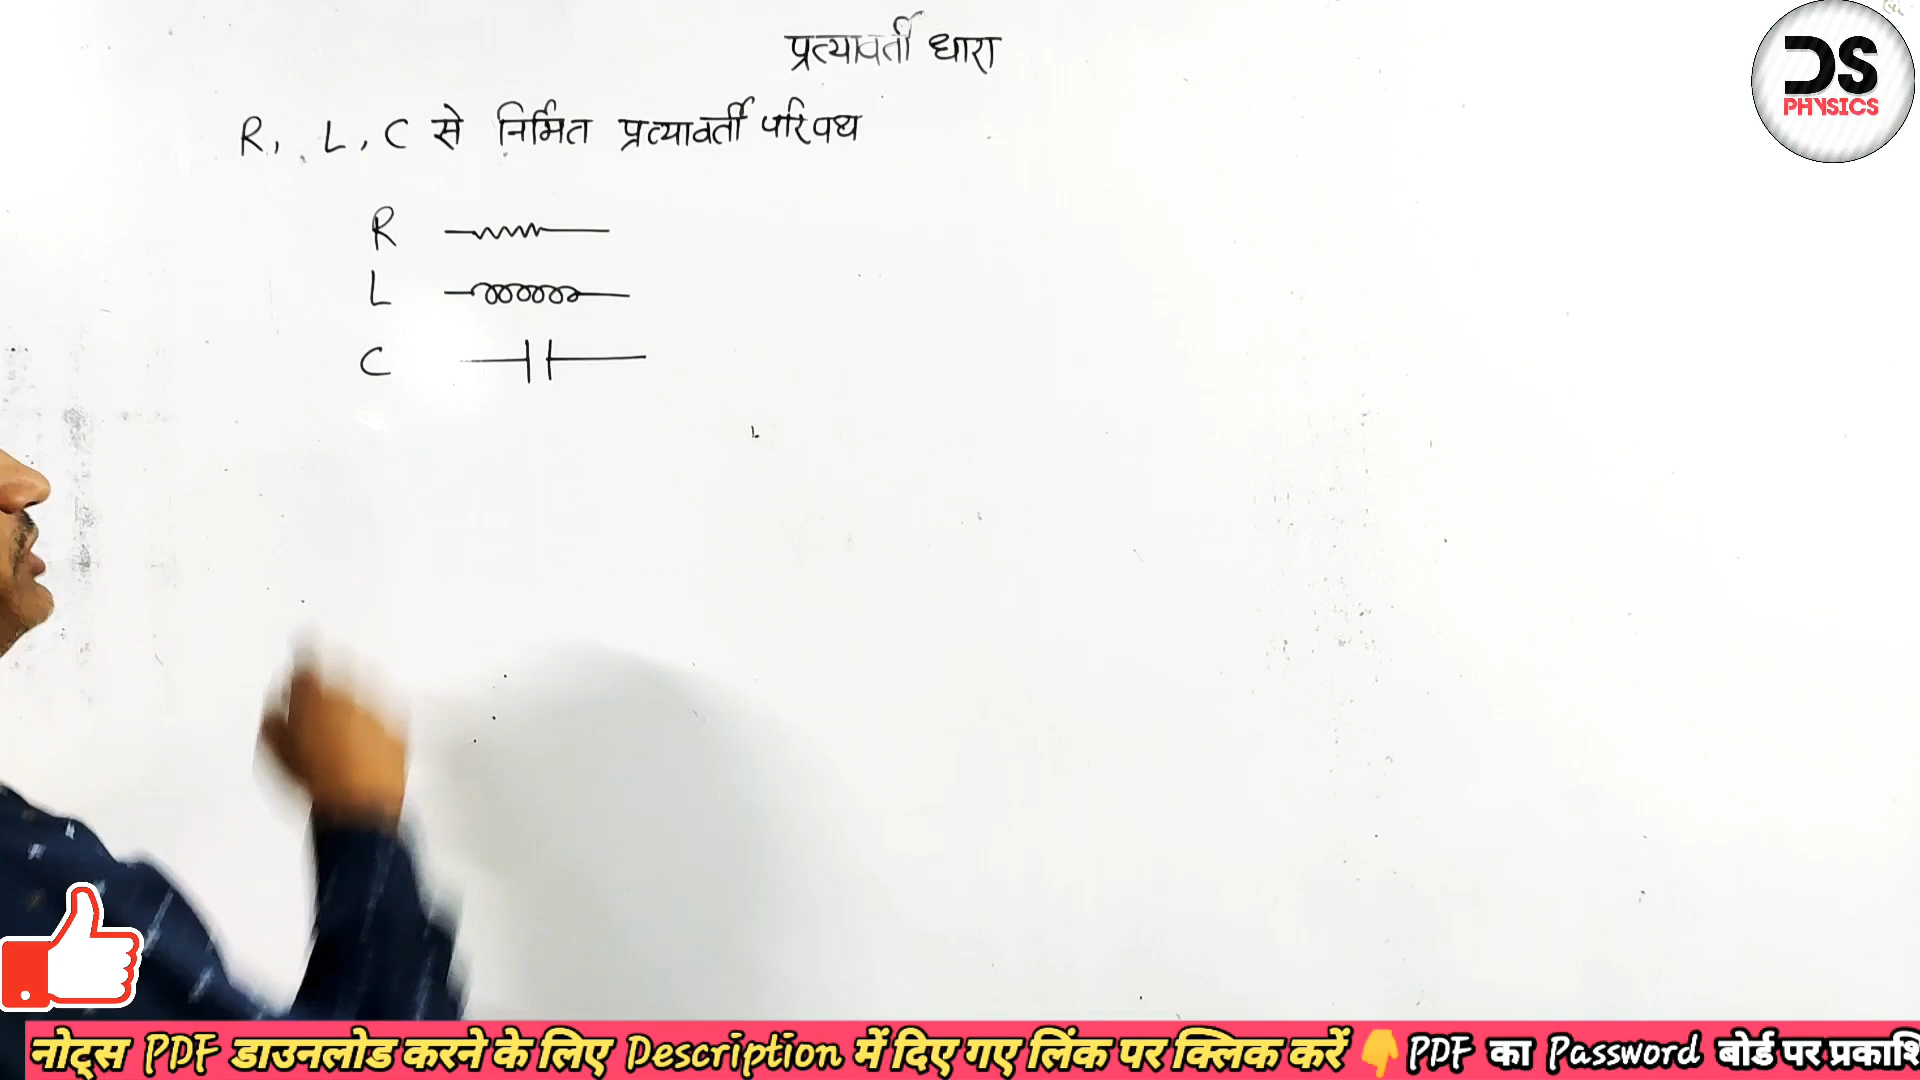 प्रत्यावर्ती धारा
DS
PHYSICS
R, L, C से निर्मित प्रत्यावर्ती परिपथ
R
L
C
नोट्स PDF डाउनलोड करने के लिए Description में दिए गए लिंक पर क्लिक करें 👇 PDF का Password बोर्ड पर प्रकाशि